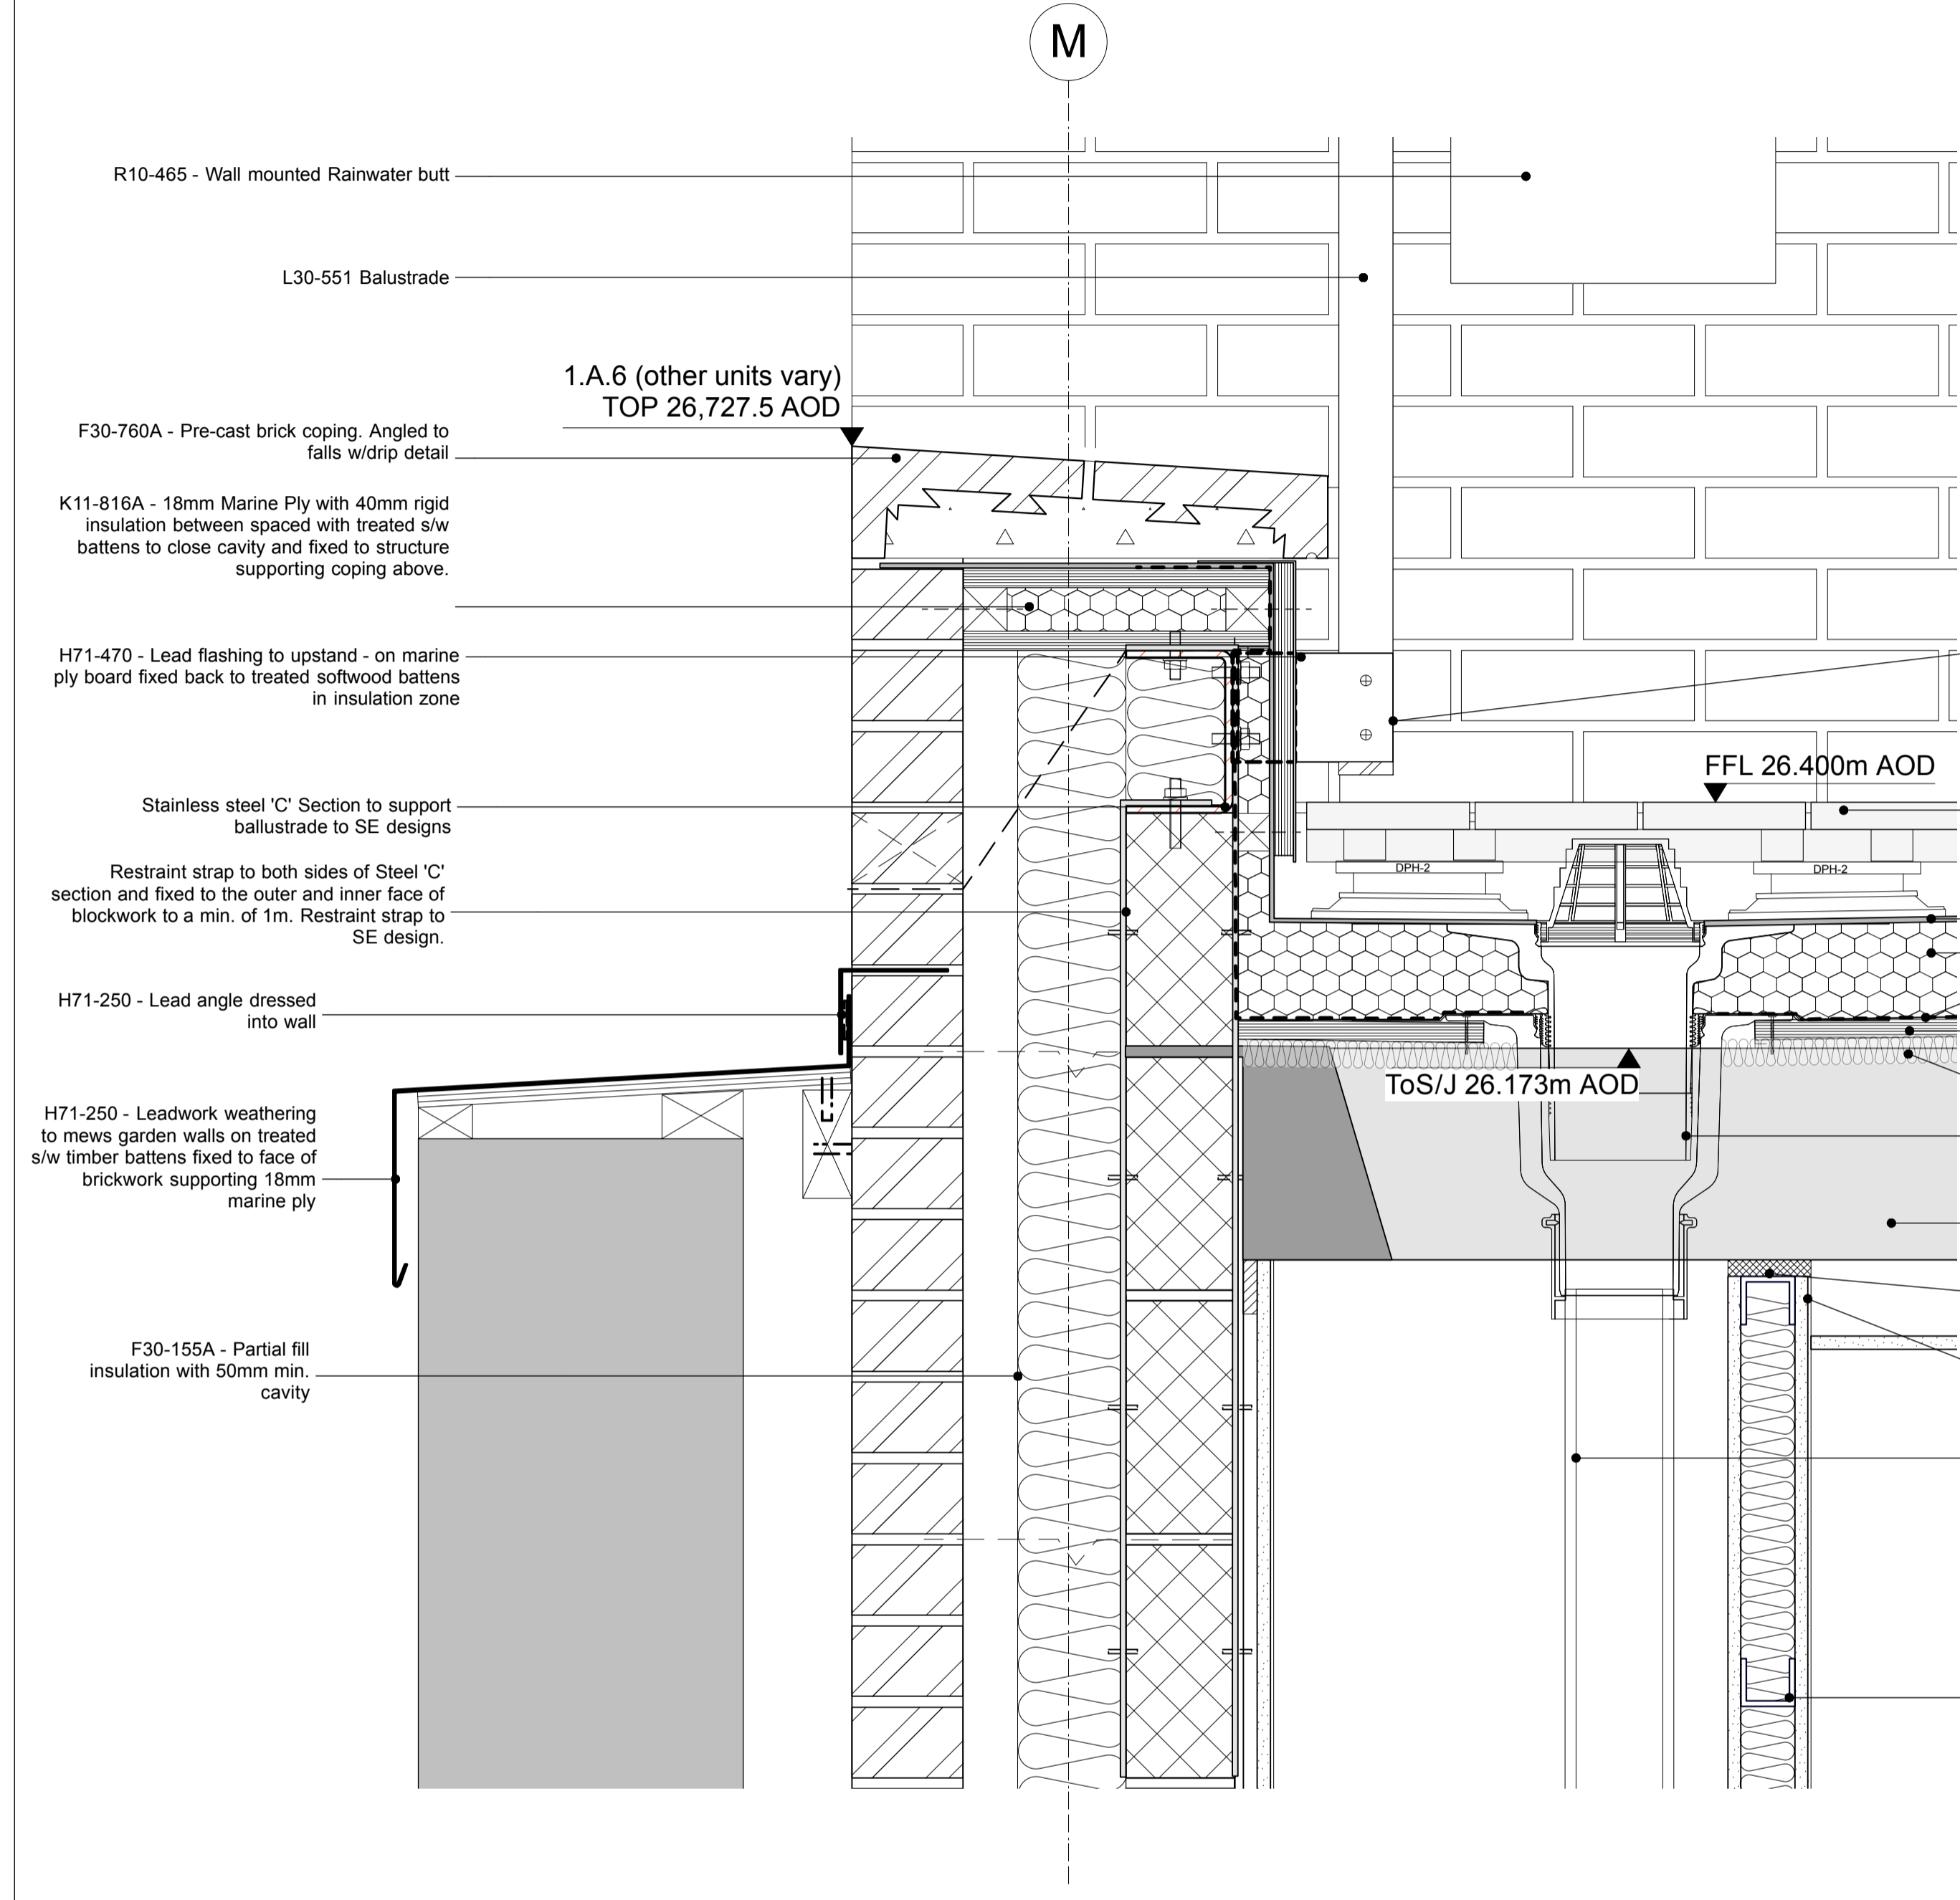 M
R10-465 - Wall mounted Rainwater butt
L30-551 Balustrade
1.A.6 (other units vary)
TOP 26,727.5 AOD
F30-760A - Pre-cast brick coping. Angled to
falls w/drip detail
K11-816A - 18mm Marine Ply with 40mm rigid
insulation between spaced with treated s/w
battens to close cavity and fixed to structure
supporting coping above.
H71-470 - Lead flashing to upstand - on marine
ply board fixed back to treated softwood battens
in insulation zone
FFL 26.400m AOD
Stainless steel 'C' Section to support
ballustrade to SE designs
DPH-2
DPH-2
Restraint strap to both sides of Steel 'C'
section and fixed to the outer and inner face of
blockwork to a min. of 1m. Restraint strap to
SE design.
H71-250 - Lead angle dressed
into wall
ToS/J 26.173m AOD
H71-250 - Leadwork weathering
to mews garden walls on treated
s/w timber battens fixed to face of
brickwork supporting 18mm
marine ply
F30-155A - Partial fill
insulation with 50mm min.
cavity